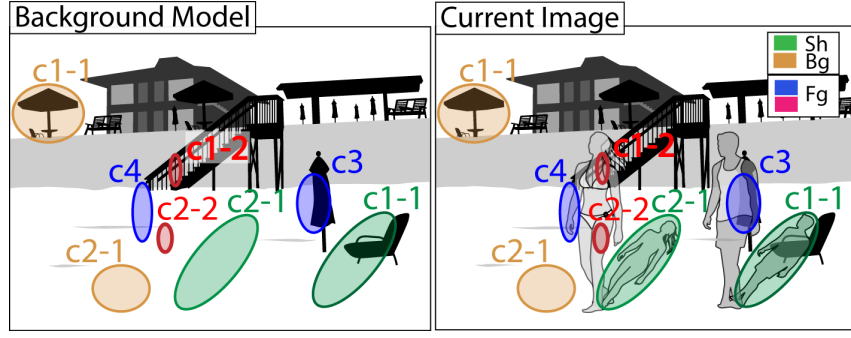 Background Model
c1-1
c1-2
c4
c3
c2-2
c2-1
c1-1
c2-1
Current Image
Sh
Bg
Fg
c1-1
c1-2
c4
c3
c2-2
c2-1
c1-1
c2-1